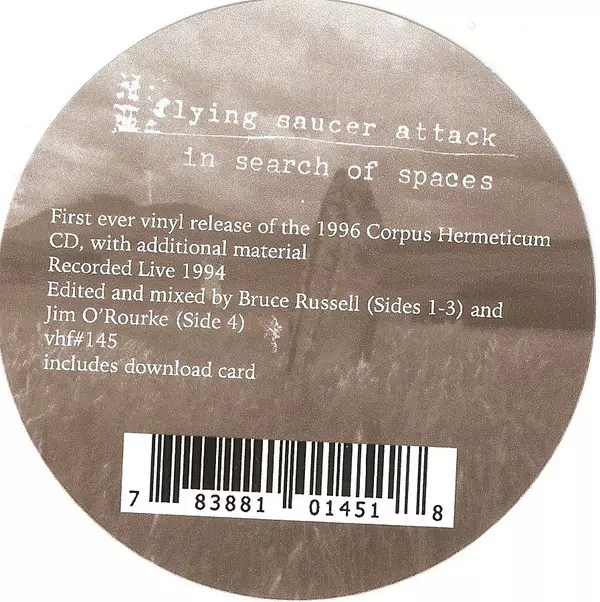 flying saucer attack
in search of spaces
First ever vinyl release of the 1996 Corpus Hermeticum
CD, with additional material
Recorded Live 1994
Edited and mixed by Bruce Russell (Sides 1-3) and
Jim O'Rourke (Side 4)
vhf#145
includes download card
7 83881 01451 8